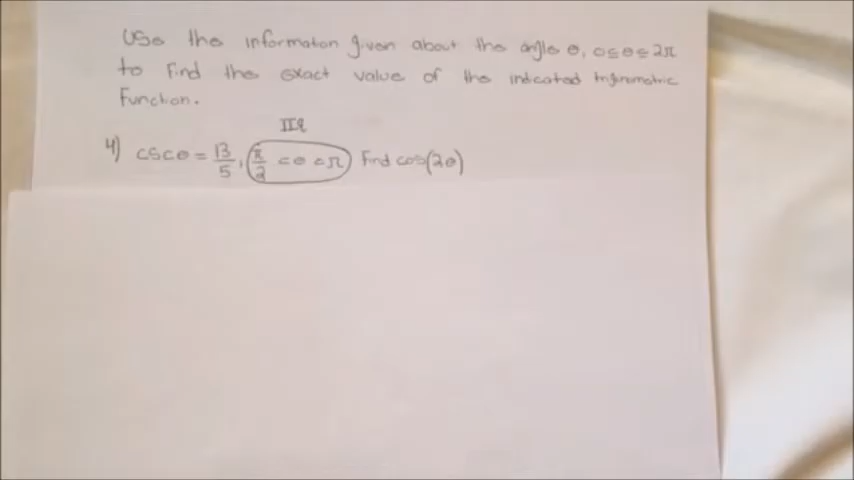 Use the informaton given about the angle θ, 0≤θ≤2π
to find the exact value of the indicated trigonometric
function.
IIq
4) cscθ = 13/5, π/2 < θ < π Find cos(2θ)